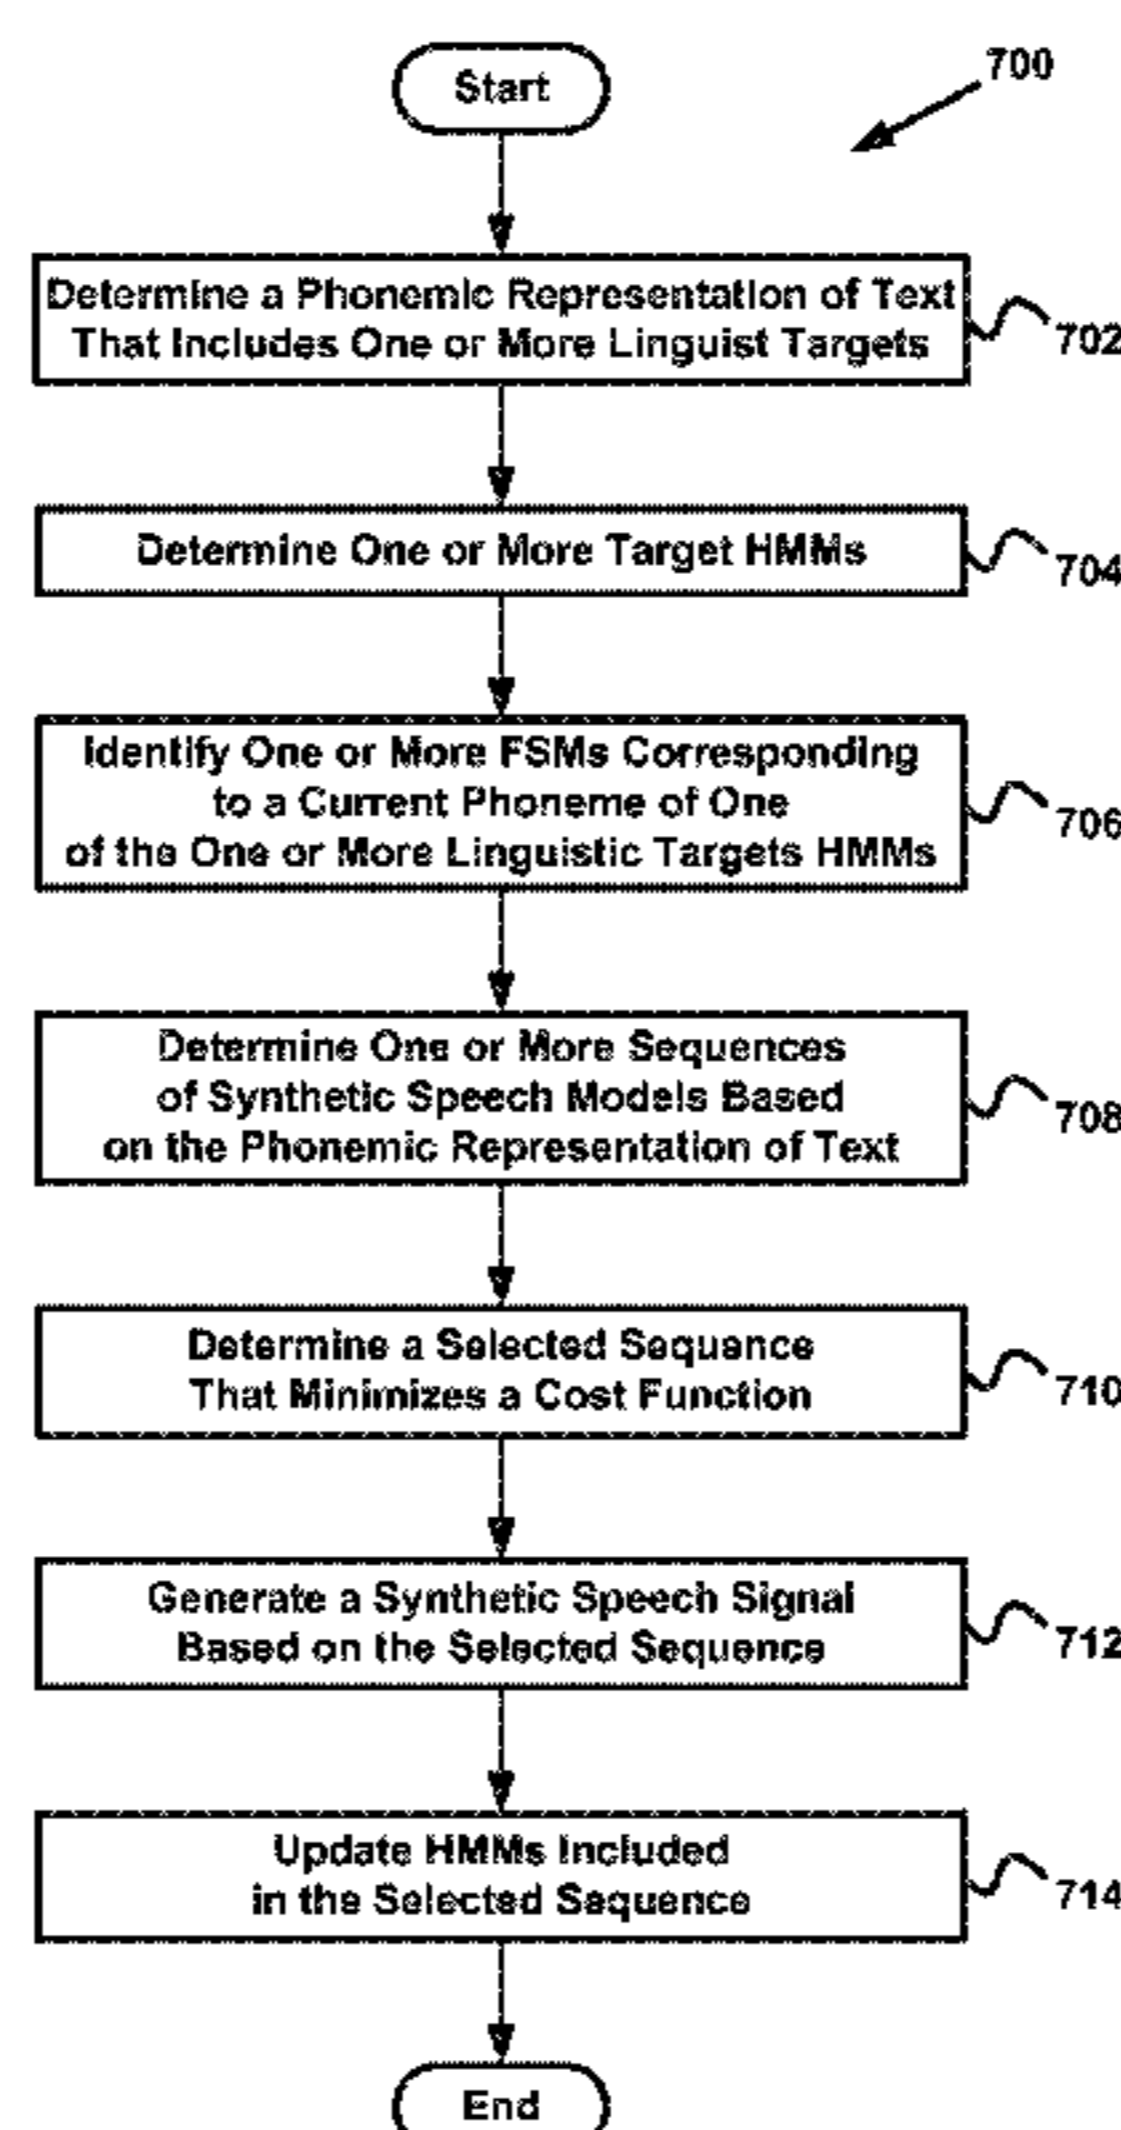 Start
700
Determine a Phonemic Representation of Text
That Includes One or More Linguist Targets
702
Determine One or More Target HMMs
704
Identify One or More FSMs Corresponding
to a Current Phoneme of One
of the One or More Linguistic Targets HMMs
706
Determine One or More Sequences
of Synthetic Speech Models Based
on the Phonemic Representation of Text
708
Determine a Selected Sequence
That Minimizes a Cost Function
710
Generate a Synthetic Speech Signal
Based on the Selected Sequence
712
Update HMMs Included
in the Selected Sequence
714
End